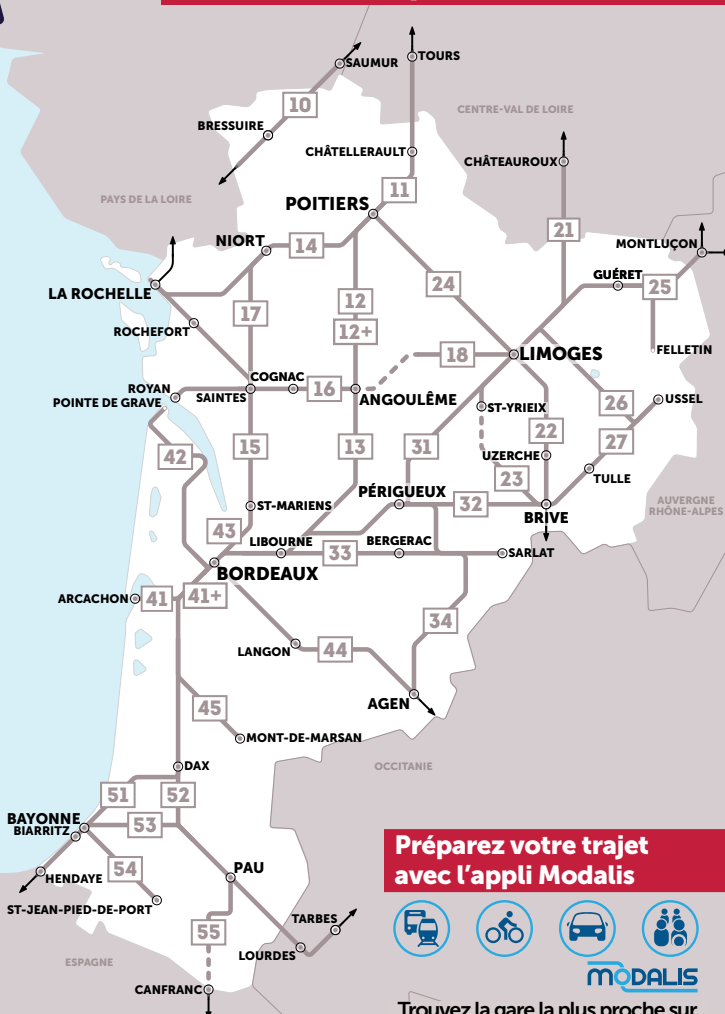 SAUMUR
TOURS
10
CENTRE-VAL DE LOIRE
BRESSUIRE
CHÂTELLERAULT
CHÂTEAUROUX
11
PAYS DE LA LOIRE
POITIERS
21
NIORT
14
MONTLUÇON
GUÉRET
24
25
LA ROCHELLE
12
17
12+
ROCHEFORT
18
LIMOGES
FELLETIN
COGNAC
16
ROYAN
SAINTES
ANGOULÊME
POINTE DE GRAVE
ST-YRIEIX
26
USSEL
22
27
42
15
13
31
UZERCHE
23
TULLE
PÉRIGUEUX
32
ST-MARIENS
BRIVE
AUVERGNE
RHÔNE-ALPES
43
LIBOURNE
33
BERGERAC
SARLAT
BORDEAUX
ARCACHON
41
41+
34
LANGON
44
AGEN
45
MONT-DE-MARSAN
DAX
OCCITANIE
51
52
BAYONNE
53
BIARRITZ
54
HENDAYE
PAU
ST-JEAN-PIED-DE-PORT
TARBES
55
LOURDES
ESPAGNE
CANFRANC
Préparez votre trajet
avec l'appli Modalis
MODALIS
Trouvez la gare la plus proche sur